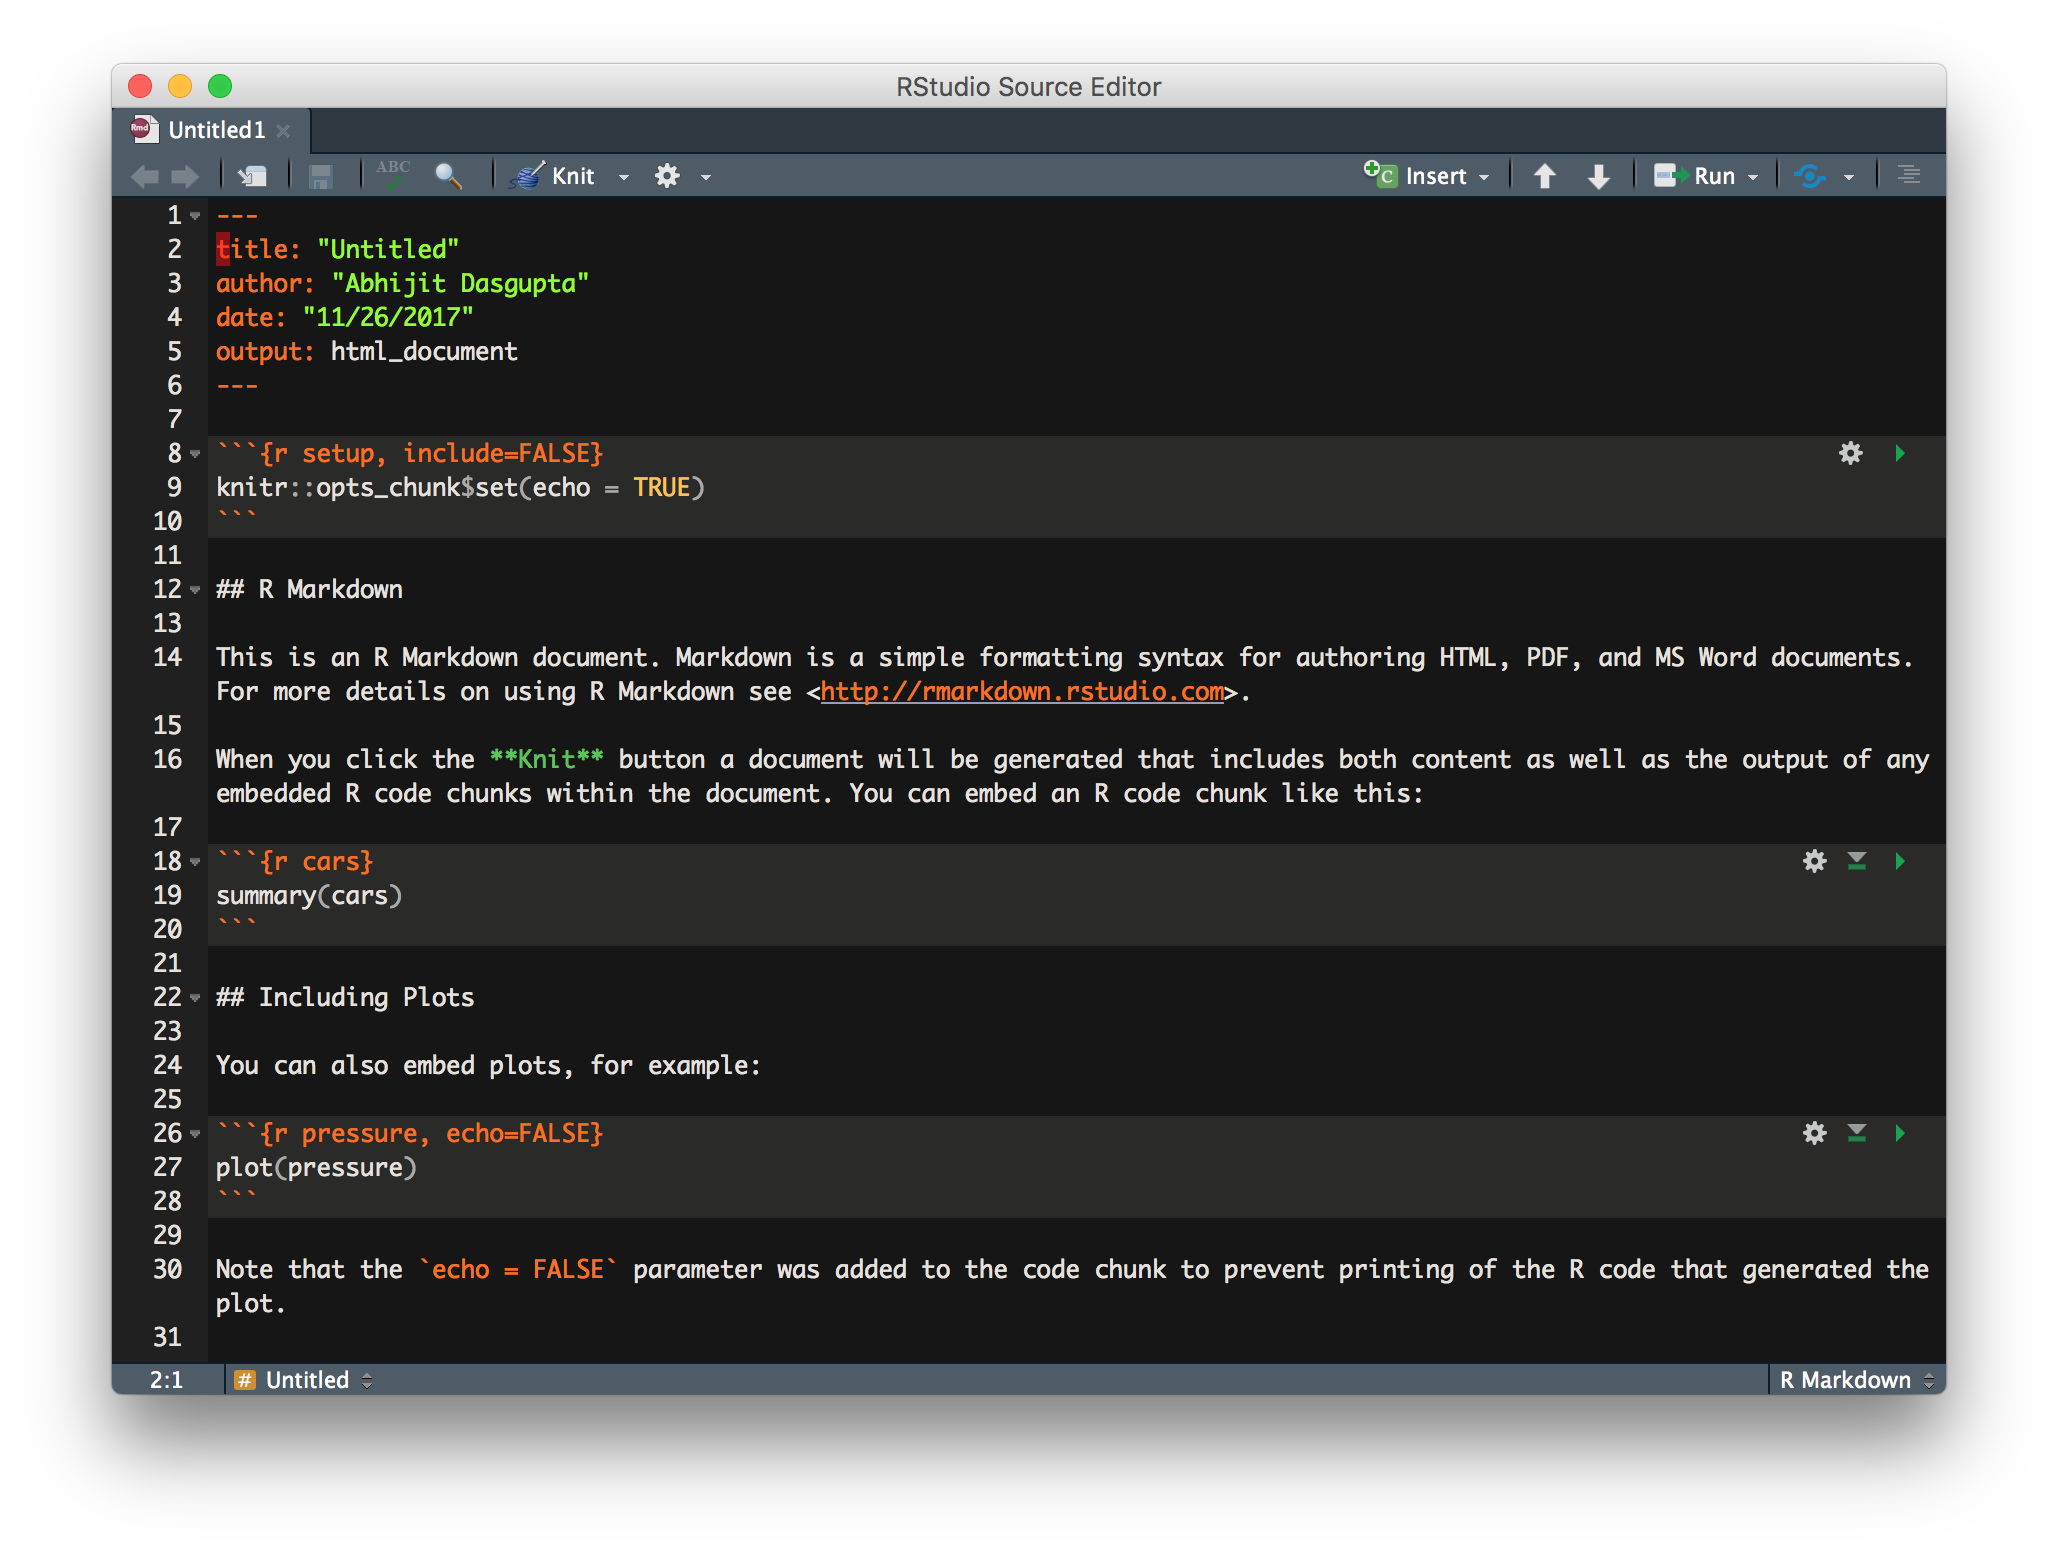 RStudio Source Editor
Rmd Untitled1
ABC Knit Insert Run
1 ---
2 title: "Untitled"
3 author: "Abhijit Dasgupta"
4 date: "11/26/2017"
5 output: html_document
6 ---
7
8 ```{r setup, include=FALSE}
9 knitr::opts_chunk$set(echo = TRUE)
10 ```
11
12 ## R Markdown
13
14 This is an R Markdown document. Markdown is a simple formatting syntax for authoring HTML, PDF, and MS Word documents.
For more details on using R Markdown see <http://rmarkdown.rstudio.com>.
15
16 When you click the **Knit** button a document will be generated that includes both content as well as the output of any
embedded R code chunks within the document. You can embed an R code chunk like this:
17
18 ```{r cars}
19 summary(cars)
20 ```
21
22 ## Including Plots
23
24 You can also embed plots, for example:
25
26 ```{r pressure, echo=FALSE}
27 plot(pressure)
28 ```
29
30 Note that the `echo = FALSE` parameter was added to the code chunk to prevent printing of the R code that generated the
plot.
31
2:1 # Untitled R Markdown